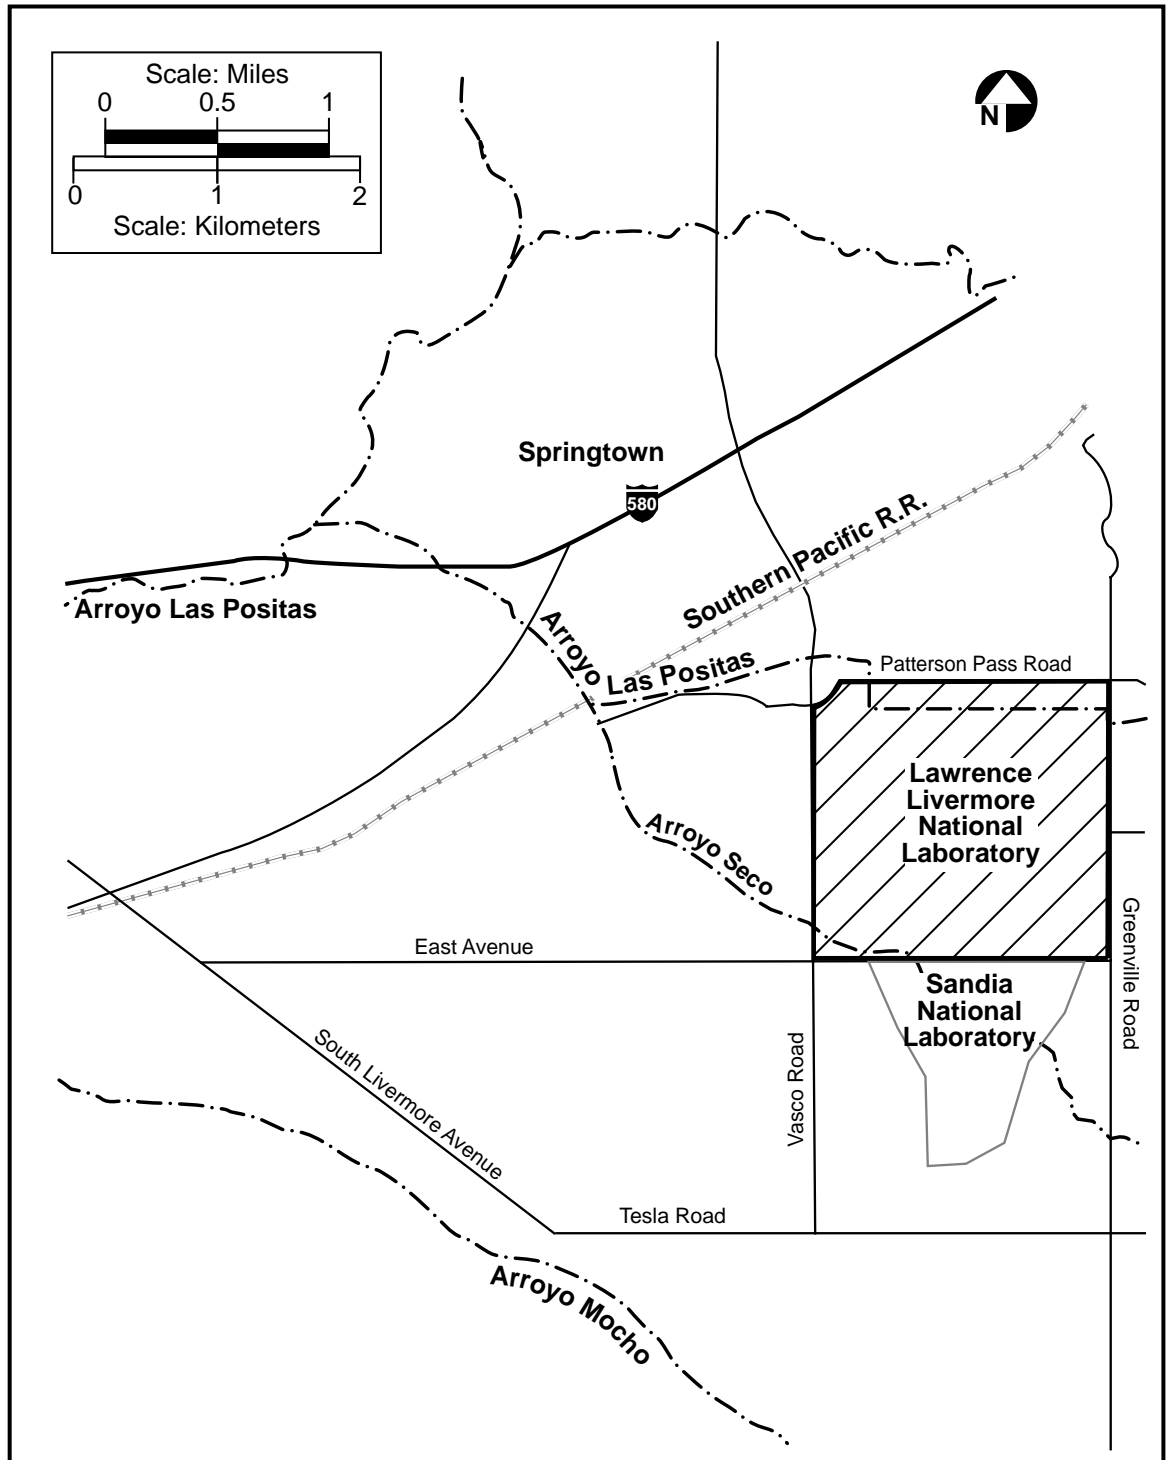 Scale: Miles
0 0.5 1
0 1 2
Scale: Kilometers
N
Springtown
580
Southern Pacific R.R.
Arroyo Las Positas
Arroyo Las Positas
Patterson Pass Road
Lawrence
Livermore
National
Laboratory
Arroyo Seco
Greenville Road
East Avenue
Sandia
National
Laboratory
South Livermore Avenue
Vasco Road
Tesla Road
Arroyo Mocho